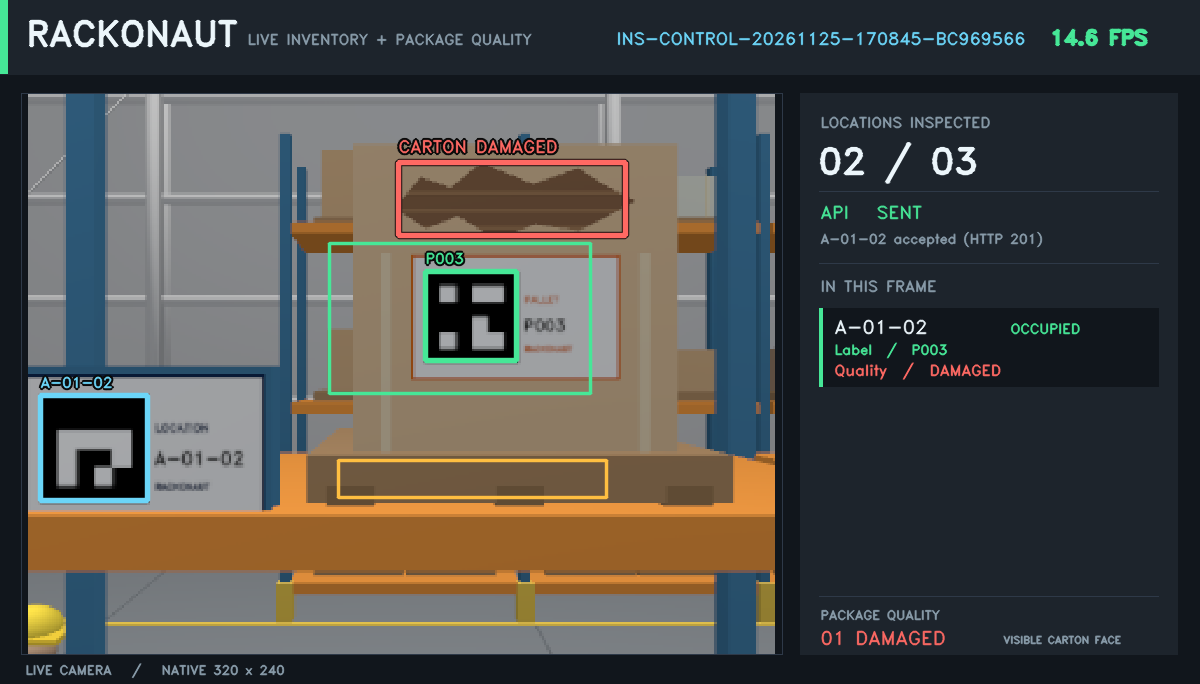 RACKONAUT LIVE INVENTORY + PACKAGE QUALITY INS-CONTROL-20261125-170845-BC969566 14.6 FPS
CARTON DAMAGED
P003
PALLET
P003
RACKONAUT
A-01-02
LOCATION
A-01-02
RACKONAUT
LIVE CAMERA / NATIVE 320 x 240
LOCATIONS INSPECTED
02 / 03
API SENT
A-01-02 accepted (HTTP 201)
IN THIS FRAME
A-01-02 OCCUPIED
Label / P003
Quality / DAMAGED
PACKAGE QUALITY
01 DAMAGED VISIBLE CARTON FACE